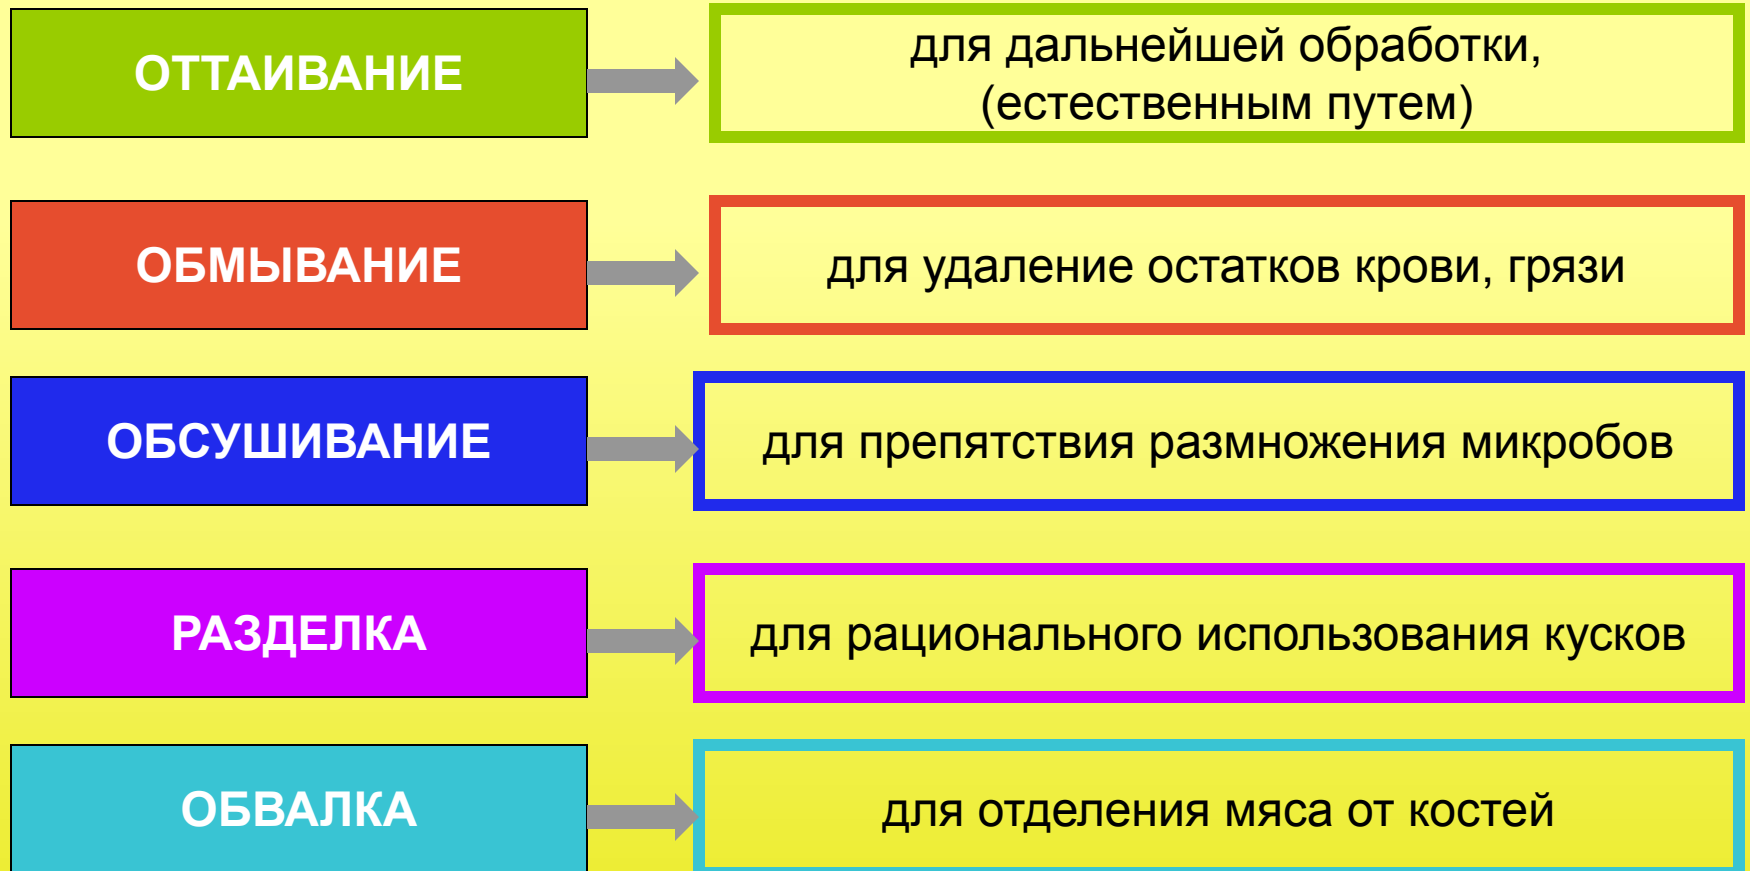 ОТТАИВАНИЕ
для дальнейшей обработки,
(естественным путем)
ОБМЫВАНИЕ
для удаление остатков крови, грязи
ОБСУШИВАНИЕ
для препятствия размножения микробов
РАЗДЕЛКА
для рационального использования кусков
ОБВАЛКА
для отделения мяса от костей